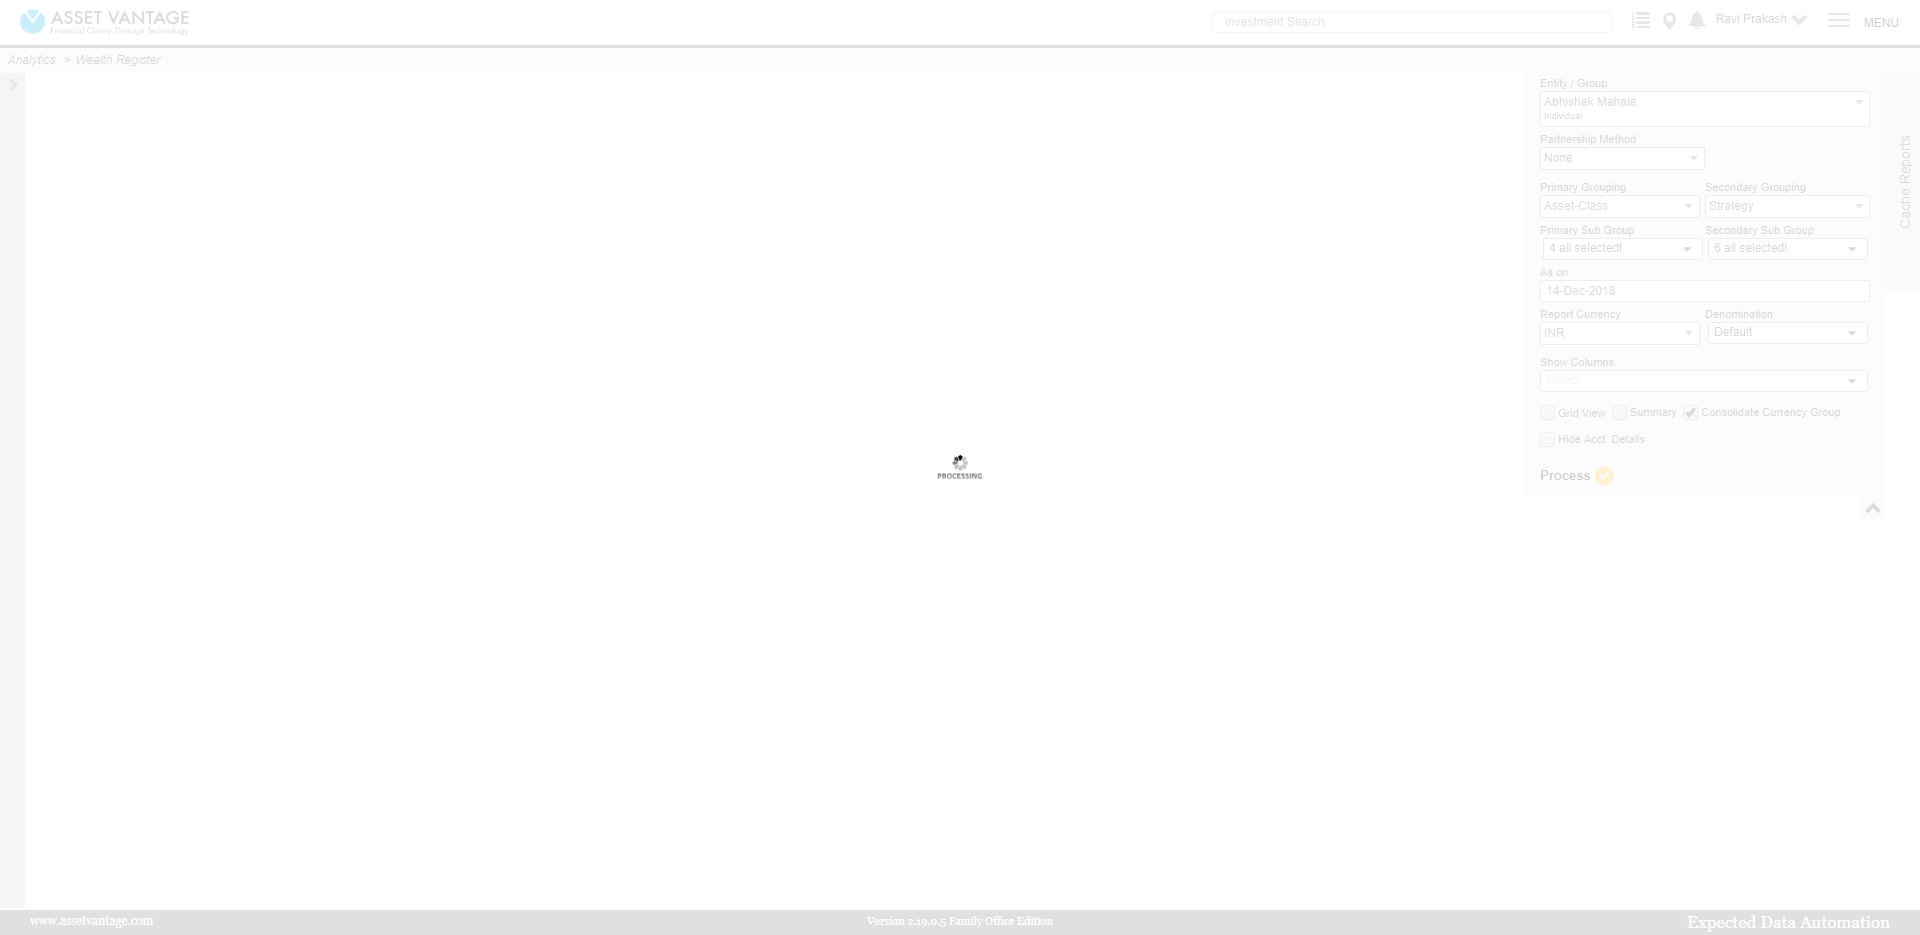 ASSET VANTAGE
Financial Clarity Through Technology
Investment Search
Ravi Prakash
MENU
Analytics > Wealth Register
Entity / Group
Abhishek Mahale
Individual
Partnership Method
None
Primary Grouping Secondary Grouping
Asset-Class Strategy
Primary Sub Group Secondary Sub Group
4 all selected! 6 all selected!
As on
14-Dec-2018
Report Currency Denomination
INR Default
Show Columns
Select
Grid View Summary Consolidate Currency Group
Hide Acct. Details
Process
Cache Reports
PROCESSING
www.assetvantage.com Version 2.19.0.5 Family Office Edition Expected Data Automation